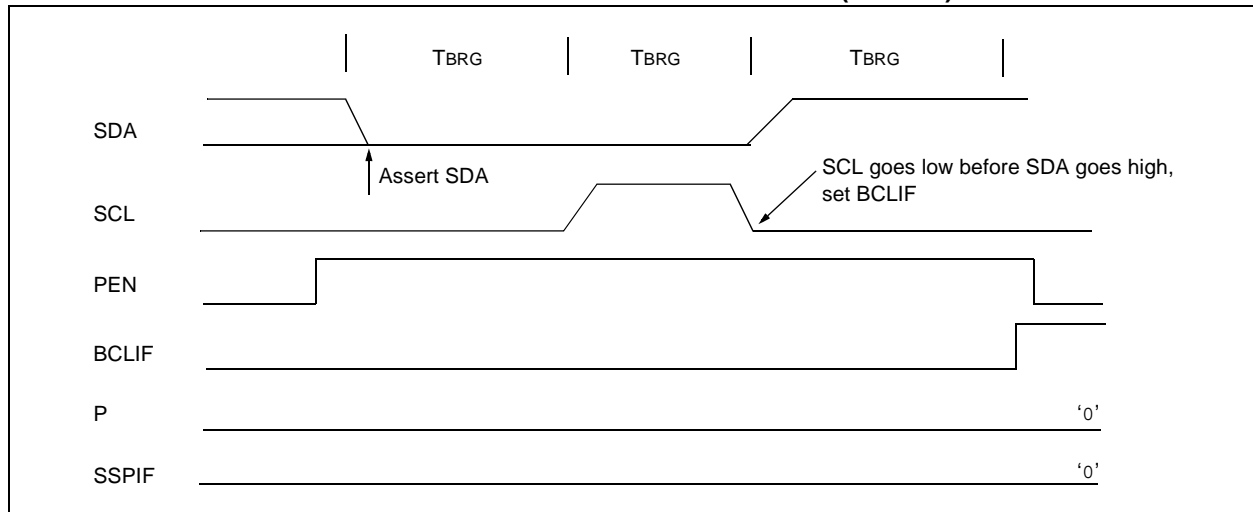 TBRG TBRG TBRG
SDA
Assert SDA
SCL goes low before SDA goes high,
set BCLIF
SCL
PEN
BCLIF
P
‘0’
SSPIF
‘0’